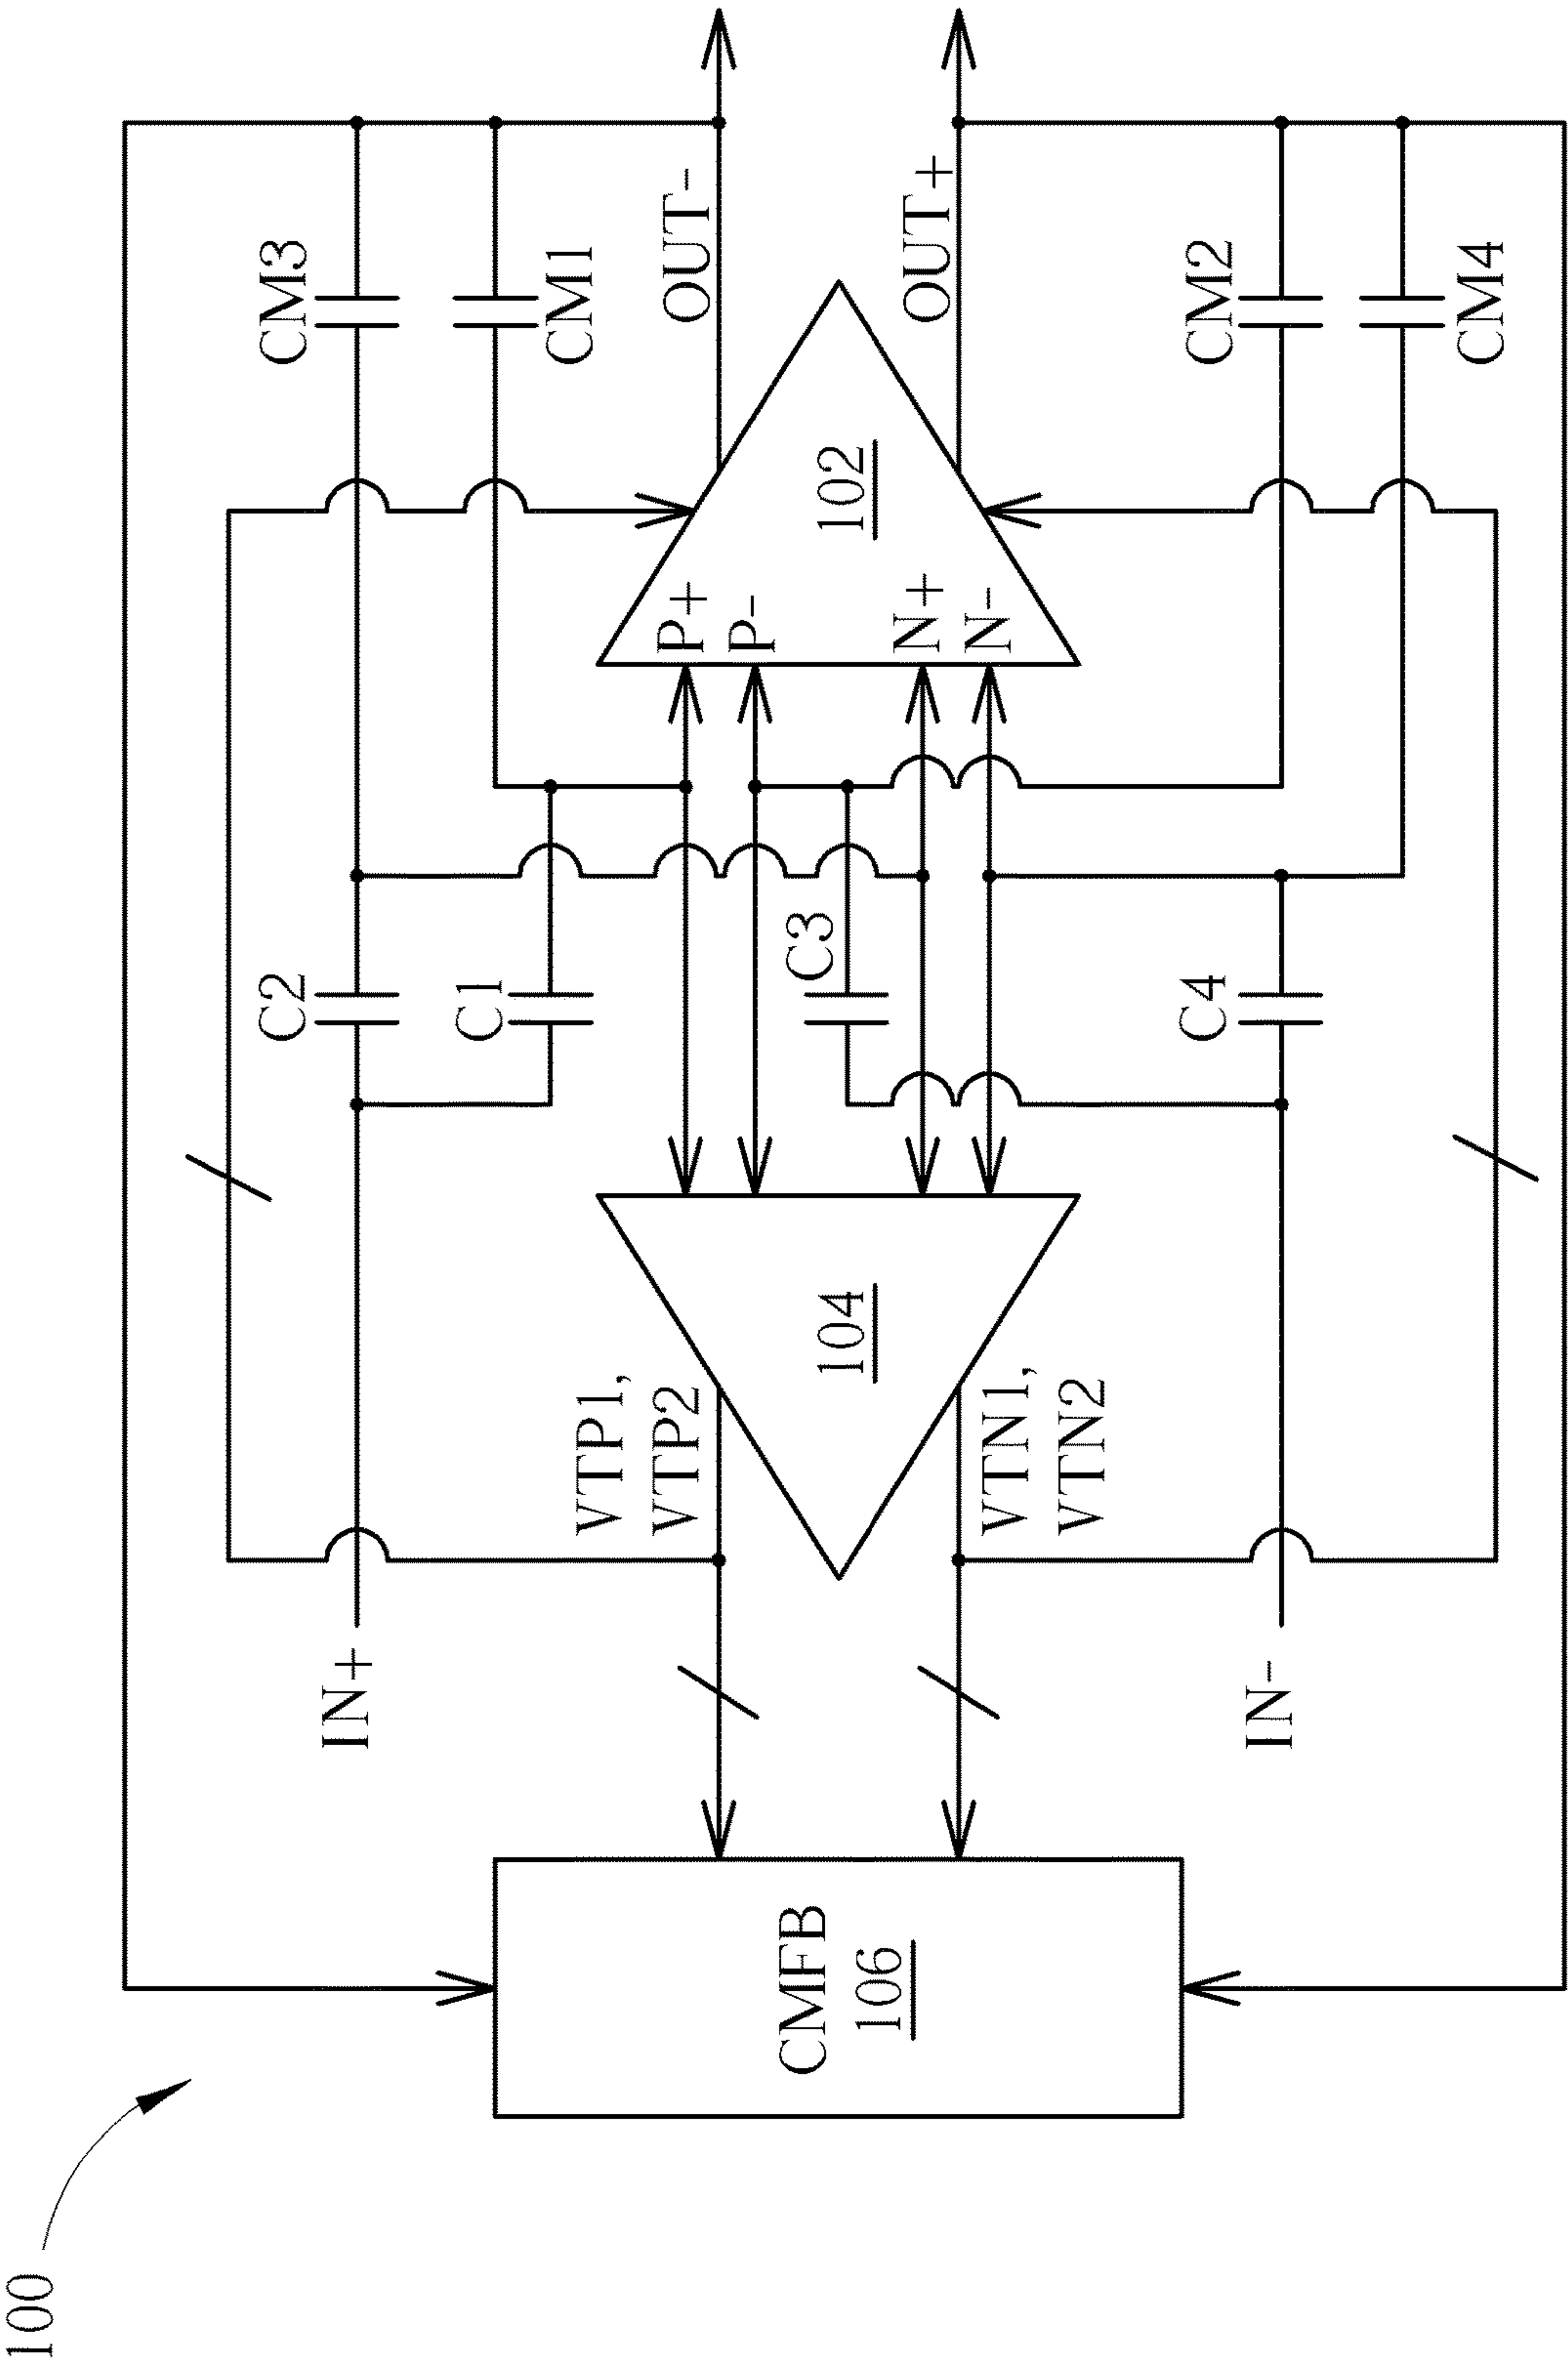 100
CMFB
106
IN+
IN-
VTP1,
VTP2
VTN1,
VTN2
104
C2
C1
C3
C4
P+
P-
N+
N-
102
CM3
CM1
OUT-
OUT+
CM2
CM4